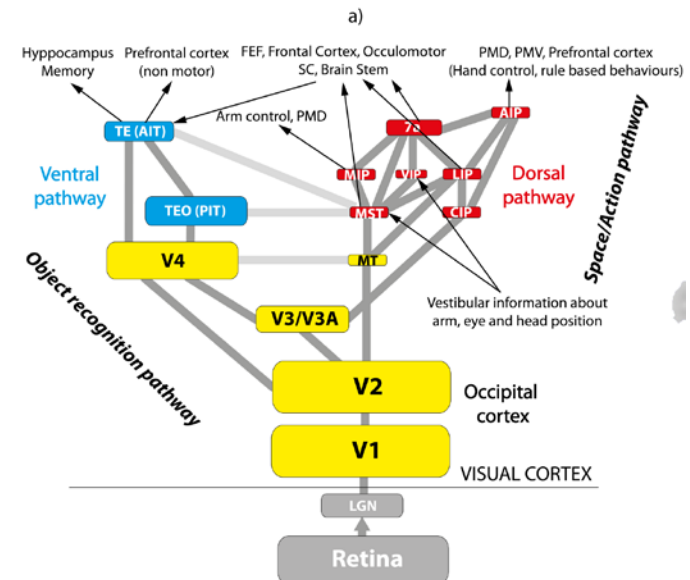 a)
Hyppocampus
Memory
Prefrontal cortex
(non motor)
FEF, Frontal Cortex, Occulomotor
SC, Brain Stem
PMD, PMV, Prefrontal cortex
(Hand control, rule based behaviours)
Arm control, PMD
TE (AIT)
7a
AIP
Ventral
pathway
MIP
VIP
LIP
Dorsal
pathway
TEO (PIT)
MST
CIP
Space/Action pathway
V4
MT
Object recognition pathway
V3/V3A
Vestibular information about
arm, eye and head position
V2
Occipital
cortex
V1
VISUAL CORTEX
LGN
Retina